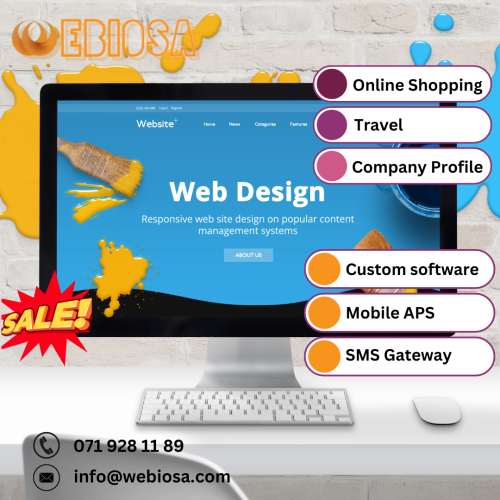 WEBIOSA
Online Shopping
Travel
Company Profile
Website+
Log In
Register
Home
News
Categories
Features
Web Design
Responsive web site design on popular content
management systems
ABOUT US
Custom software
Mobile APS
SMS Gateway
SALE!
071 928 11 89
info@webiosa.com